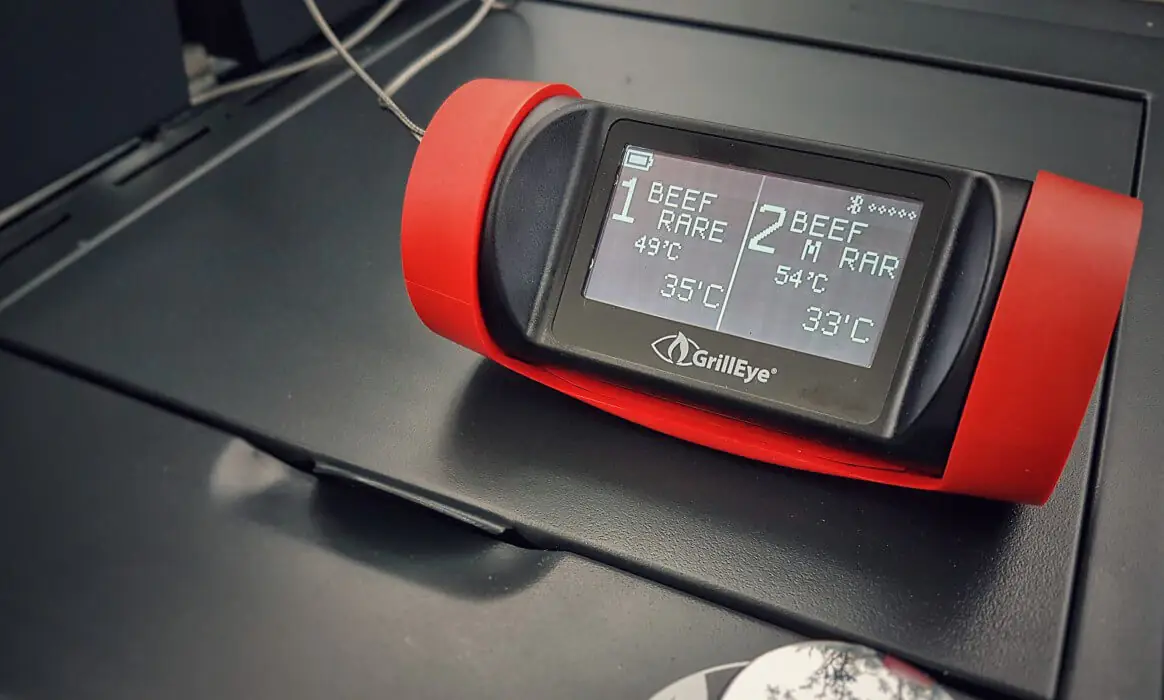 1 BEEF
RARE
49°C
35°C
2 BEEF
M RAR
54°C
33°C
GrillEye®